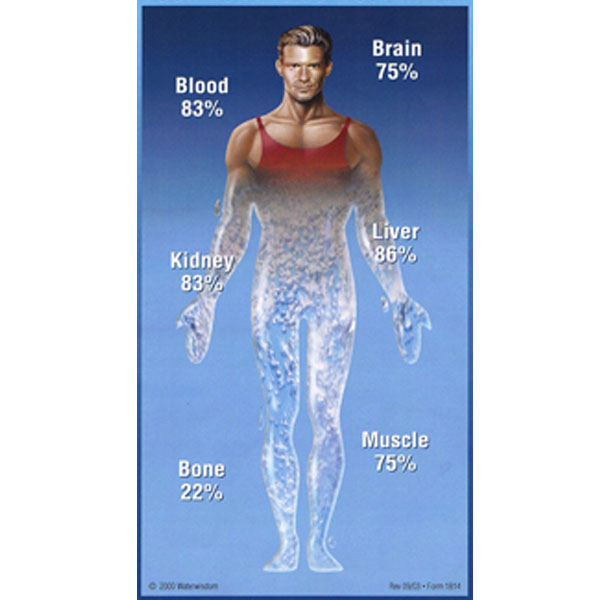 Brain
75%
Blood
83%
Liver
86%
Kidney
83%
Muscle
75%
Bone
22%
© 2000 Waterwisdom
Rev 09/03 • Form 1814